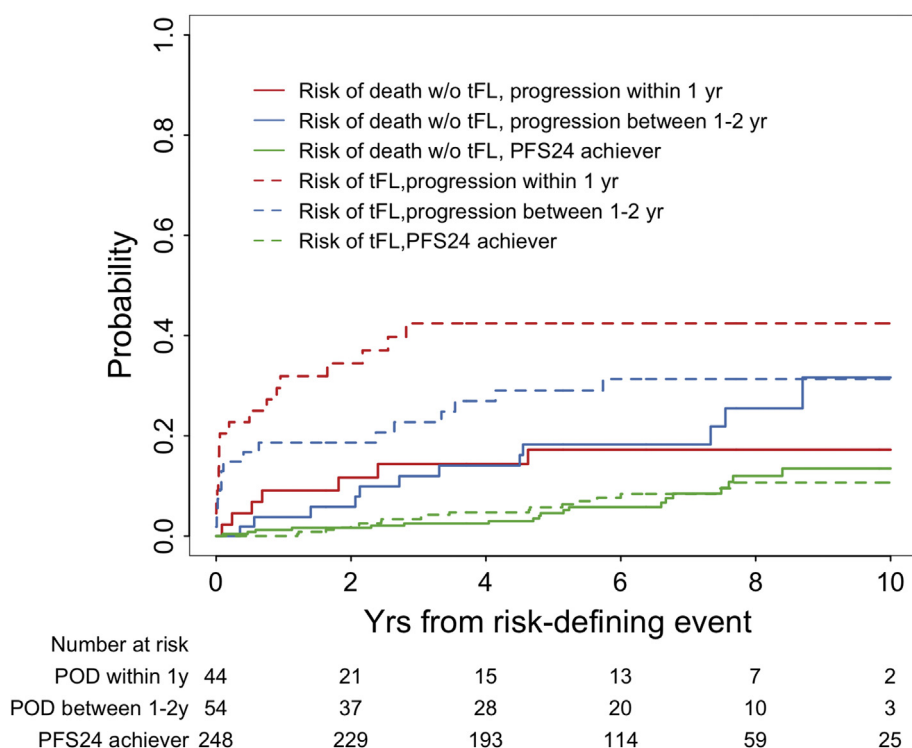 1.0
0.8
0.6
0.4
0.2
0.0
Probability
Risk of death w/o tFL, progression within 1 yr
Risk of death w/o tFL, progression between 1-2 yr
Risk of death w/o tFL, PFS24 achiever
Risk of tFL,progression within 1 yr
Risk of tFL,progression between 1-2 yr
Risk of tFL,PFS24 achiever
0 2 4 6 8 10
Yrs from risk-defining event
Number at risk
POD within 1y 44 21 15 13 7 2
POD between 1-2y 54 37 28 20 10 3
PFS24 achiever 248 229 193 114 59 25